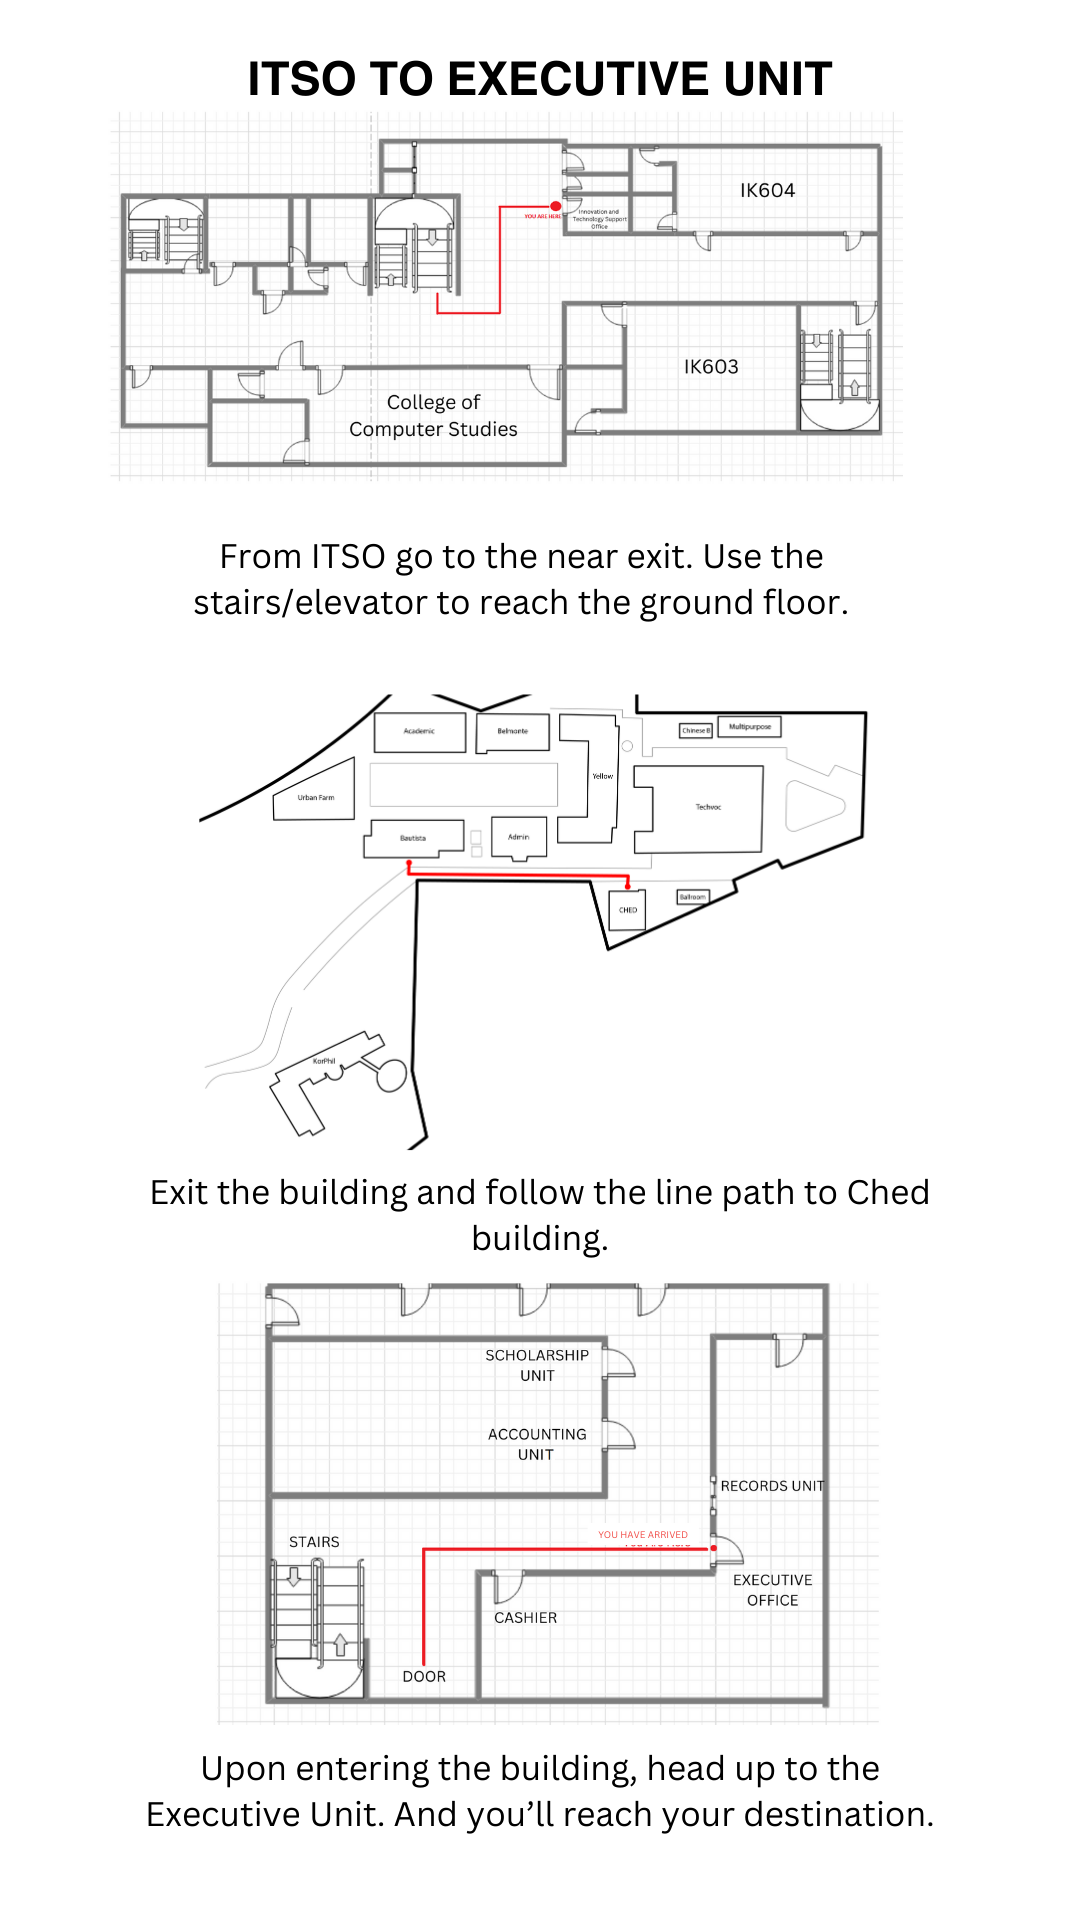 ITSO TO EXECUTIVE UNIT
IK604
YOU ARE HERE
Innovation and
Technology Support
Office
IK603
College of
Computer Studies
From ITSO go to the near exit. Use the
stairs/elevator to reach the ground floor.
Academic
Belmonte
Chinese B
Multipurpose
Yellow
Urban Farm
Techvoc
Bautista
Admin
CHED
Ballroom
KorPhil
Exit the building and follow the line path to Ched
building.
SCHOLARSHIP
UNIT
ACCOUNTING
UNIT
RECORDS UNIT
YOU HAVE ARRIVED
STAIRS
EXECUTIVE
OFFICE
CASHIER
DOOR
Upon entering the building, head up to the
Executive Unit. And you’ll reach your destination.